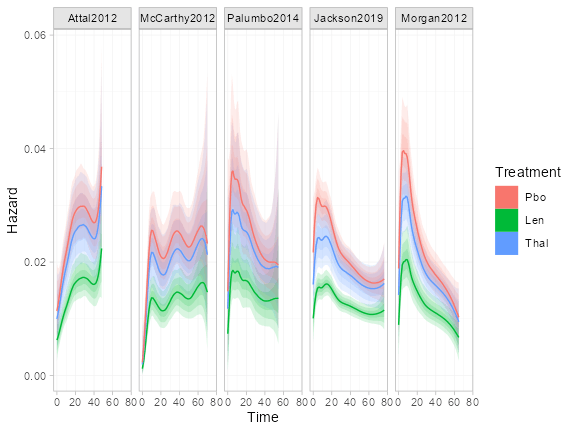 Attal2012 McCarthy2012 Palumbo2014 Jackson2019 Morgan2012
0.06
0.04
0.02
0.00
Hazard
0 20 40 60 80 0 20 40 60 80 0 20 40 60 80 0 20 40 60 80 0 20 40 60 80
Time
Treatment
Pbo
Len
Thal